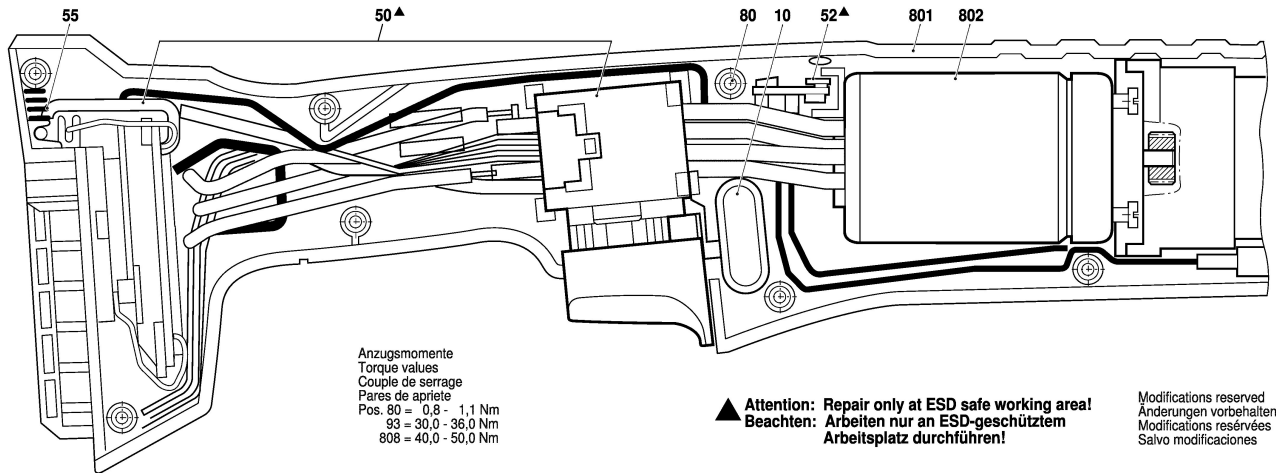 55 50▲ 80 10 52▲ 801 802
Anzugsmomente
Torque values
Couple de serrage
Pares de apriete
Pos. 80 = 0,8 - 1,1 Nm
93 = 30,0 - 36,0 Nm
808 = 40,0 - 50,0 Nm
▲ Attention: Repair only at ESD safe working area!
Beachten: Arbeiten nur an ESD-geschütztem
Arbeitsplatz durchführen!
Modifications reserved
Änderungen vorbehalten
Modifications resérvées
Salvo modificaciones